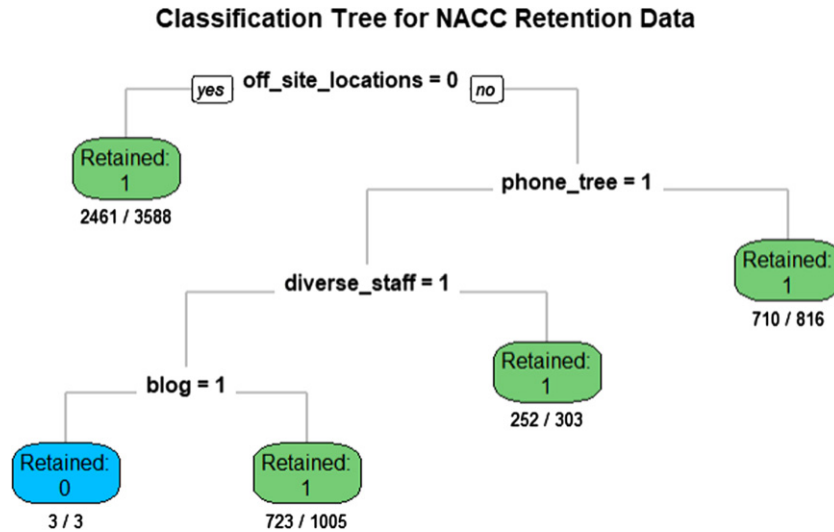 Classification Tree for NACC Retention Data
yes off_site_locations = 0 no
Retained:
1
2461 / 3588
phone_tree = 1
Retained:
1
710 / 816
diverse_staff = 1
Retained:
1
252 / 303
blog = 1
Retained:
0
3 / 3
Retained:
1
723 / 1005